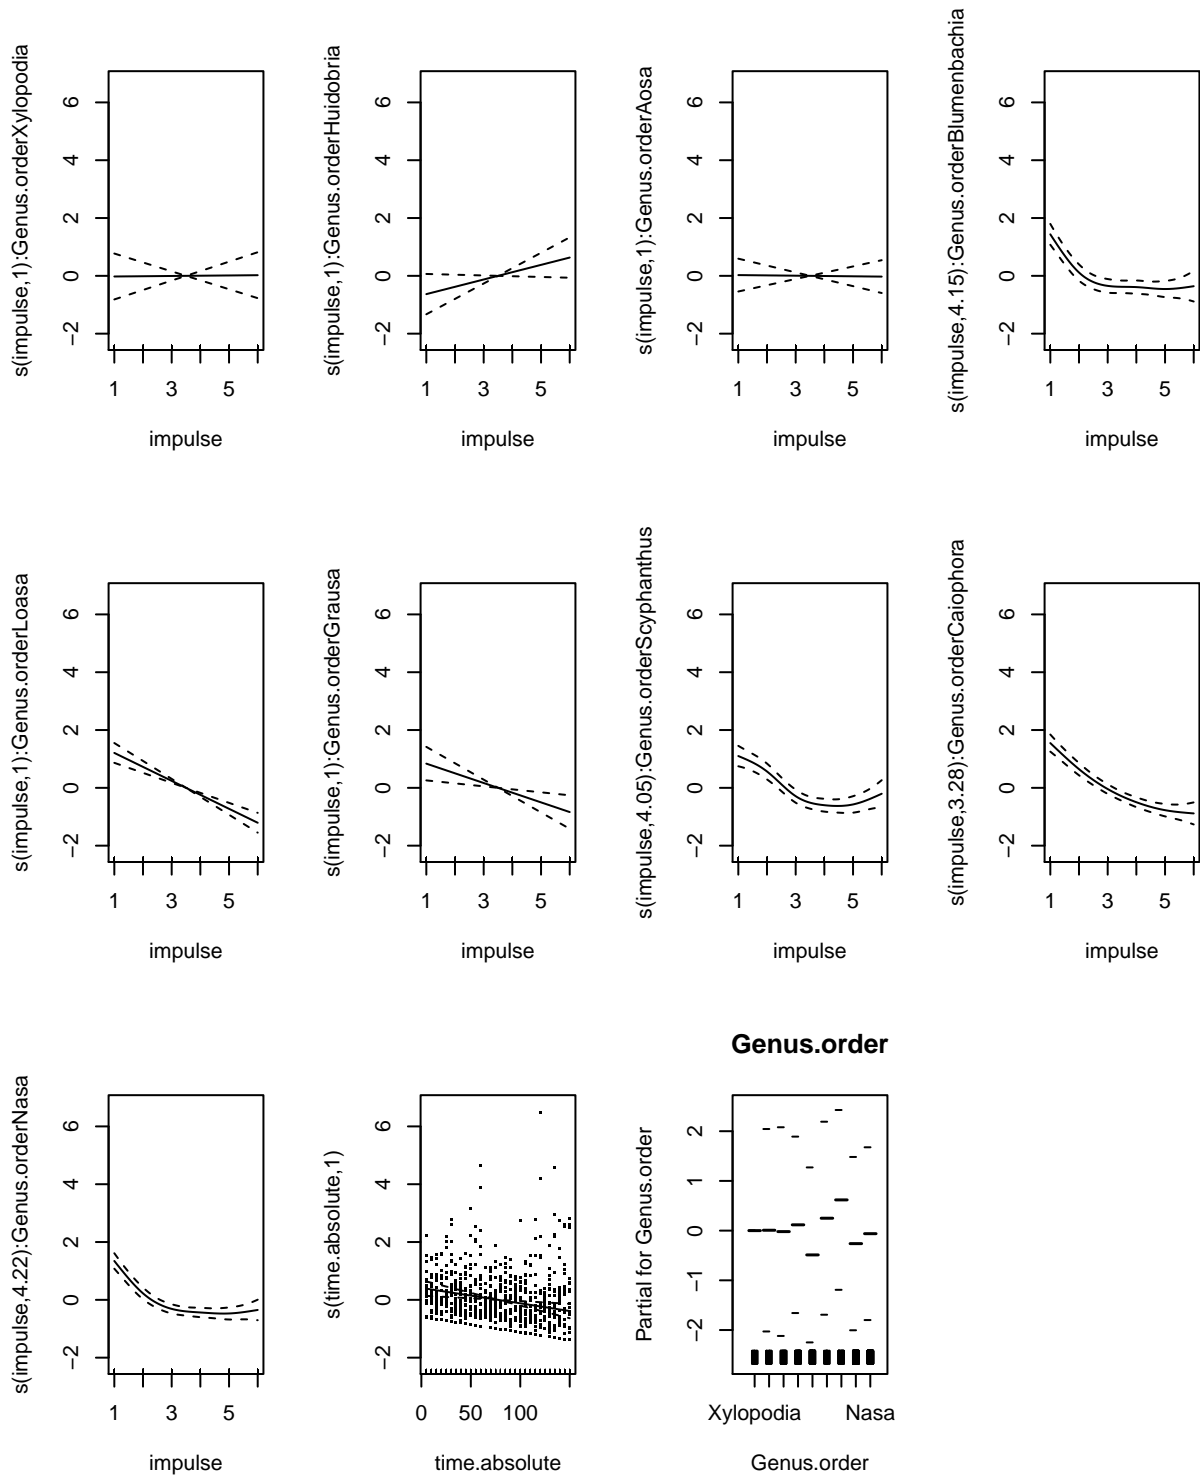 s(impulse,1):Genus.orderXylopodia
−2 0 2 4 6
1 3 5
impulse
s(impulse,1):Genus.orderHuidobria
−2 0 2 4 6
1 3 5
impulse
s(impulse,1):Genus.orderAosa
−2 0 2 4 6
1 3 5
impulse
s(impulse,4.15):Genus.orderBlumenbachia
−2 0 2 4 6
1 3 5
impulse
s(impulse,1):Genus.orderLoasa
−2 0 2 4 6
1 3 5
impulse
s(impulse,1):Genus.orderGrausa
−2 0 2 4 6
1 3 5
impulse
s(impulse,4.05):Genus.orderScyphanthus
−2 0 2 4 6
1 3 5
impulse
s(impulse,3.28):Genus.orderCaiophora
−2 0 2 4 6
1 3 5
impulse
s(impulse,4.22):Genus.orderNasa
−2 0 2 4 6
1 3 5
impulse
s(time.absolute,1)
−2 0 2 4 6
0 50 100
time.absolute
Genus.order
Partial for Genus.order
−2 −1 0 1 2
Xylopodia Nasa
Genus.order